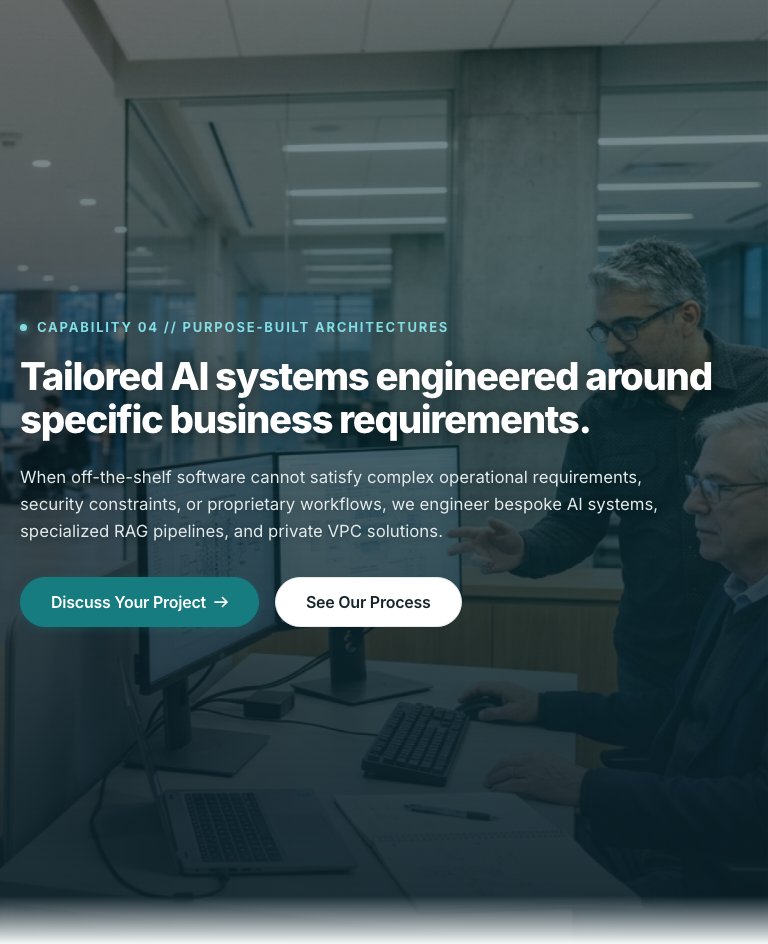 CAPABILITY 04 // PURPOSE-BUILT ARCHITECTURES
Tailored AI systems engineered around
specific business requirements.
When off-the-shelf software cannot satisfy complex operational requirements,
security constraints, or proprietary workflows, we engineer bespoke AI systems,
specialized RAG pipelines, and private VPC solutions.
Discuss Your Project →
See Our Process